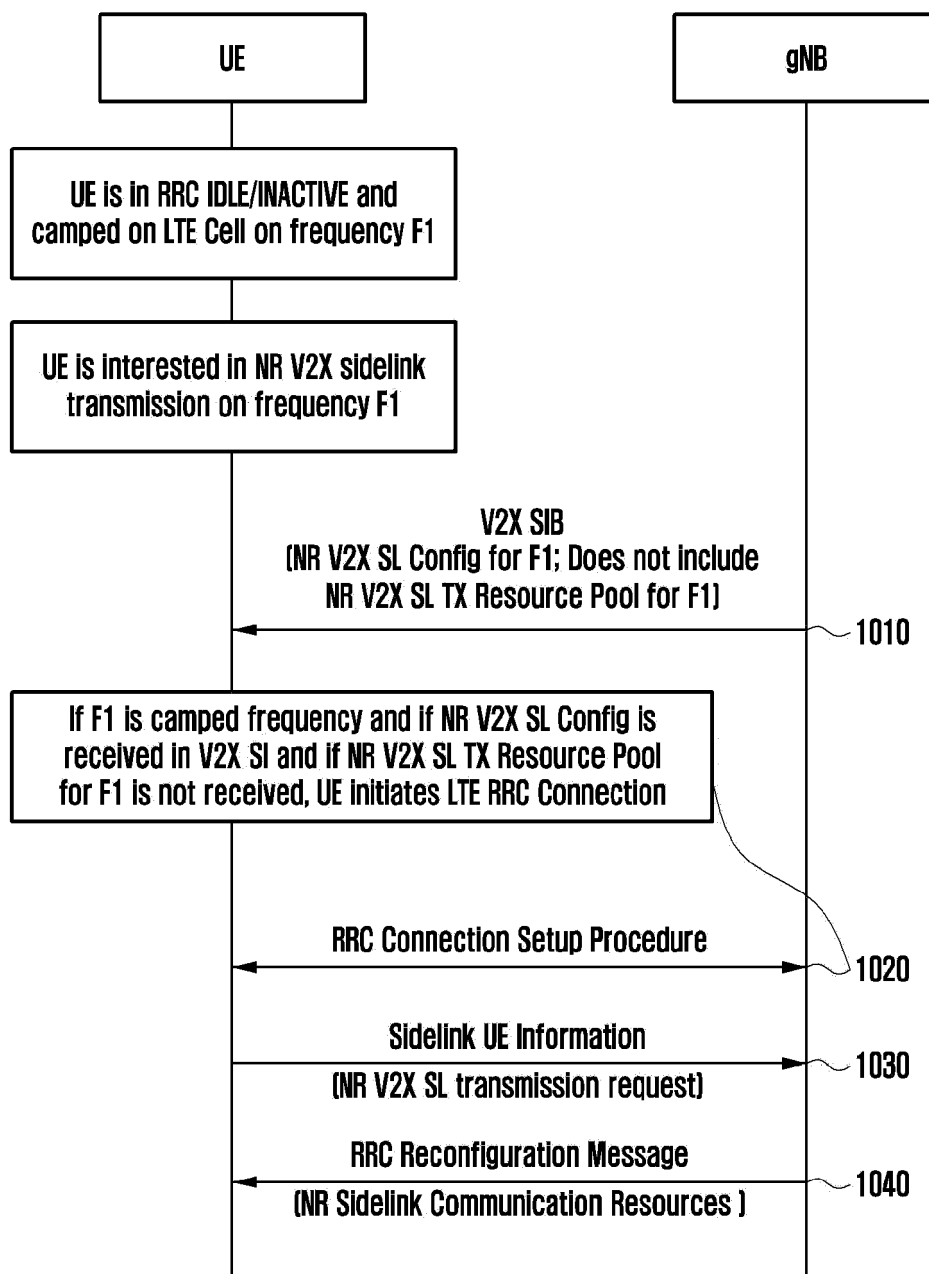 UE
gNB
UE is in RRC IDLE/INACTIVE and
camped on LTE Cell on frequency F1
UE is interested in NR V2X sidelink
transmission on frequency F1
V2X SIB
(NR V2X SL Config for F1; Does not include
NR V2X SL TX Resource Pool for F1)
1010
If F1 is camped frequency and if NR V2X SL Config is
received in V2X SI and if NR V2X SL TX Resource Pool
for F1 is not received, UE initiates LTE RRC Connection
RRC Connection Setup Procedure
1020
Sidelink UE Information
1030
(NR V2X SL transmission request)
RRC Reconfiguration Message
1040
(NR Sidelink Communication Resources )